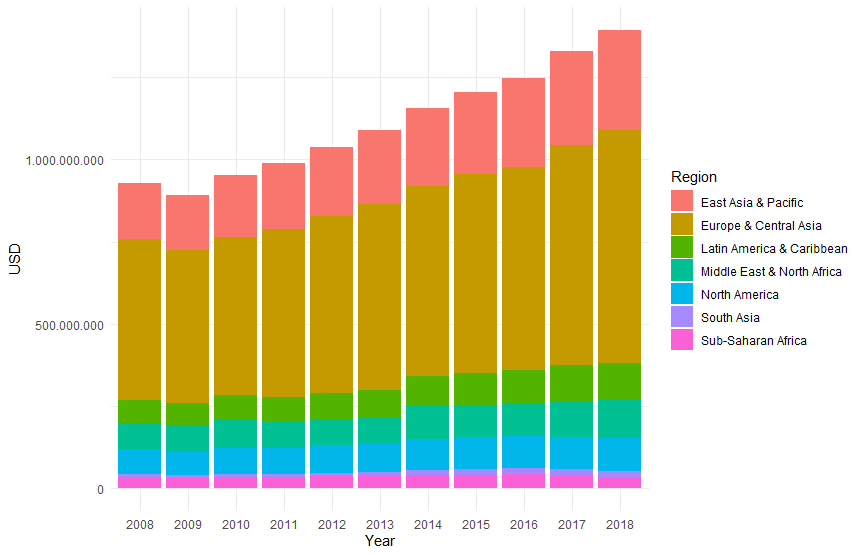 1.000.000.000
500.000.000
0
USD
2008 2009 2010 2011 2012 2013 2014 2015 2016 2017 2018
Year
Region
East Asia & Pacific
Europe & Central Asia
Latin America & Caribbean
Middle East & North Africa
North America
South Asia
Sub-Saharan Africa